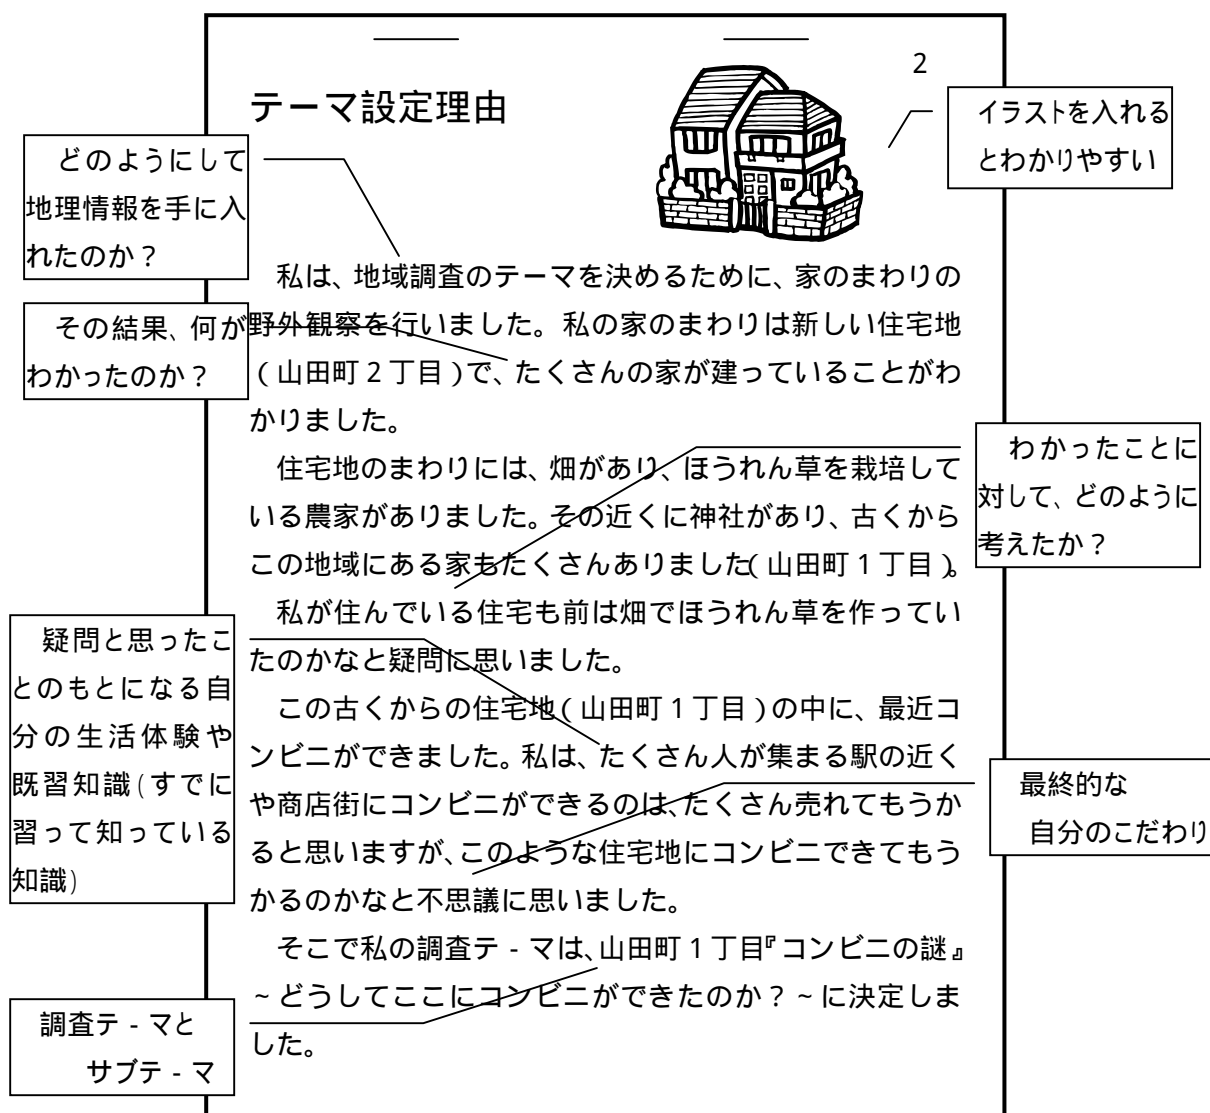 2
テーマ設定理由
イラストを入れる
とわかりやすい
どのようにして
地理情報を手に入
れたのか？
私は、地域調査のテーマを決めるために、家のまわりの
野外観察を行いました。私の家のまわりは新しい住宅地
（山田町２丁目）で、たくさんの家が建っていることがわ
かりました。
その結果、何が
わかったのか？
住宅地のまわりには、畑があり、ほうれん草を栽培して
いる農家がありました。その近くに神社があり、古くから
この地域にある家もたくさんありました（山田町１丁目）。
わかったことに
対して、どのように
考えたか？
私が住んでいる住宅も前は畑でほうれん草を作ってい
たのかなと疑問に思いました。
疑問と思ったこ
とのもとになる自
分の生活体験や
既習知識（すでに
習って知っている
知識）
この古くからの住宅地（山田町１丁目）の中に、最近コ
ンビニができました。私は、たくさん人が集まる駅の近く
や商店街にコンビニができるのは、たくさん売れてもうか
ると思いますが、このような住宅地にコンビニできてもう
かるのかなと不思議に思いました。
最終的な
自分のこだわり
そこで私の調査テ－マは、山田町１丁目『コンビニの謎』
～どうしてここにコンビニができたのか？～に決定しま
した。
調査テ－マと
サブテ－マ